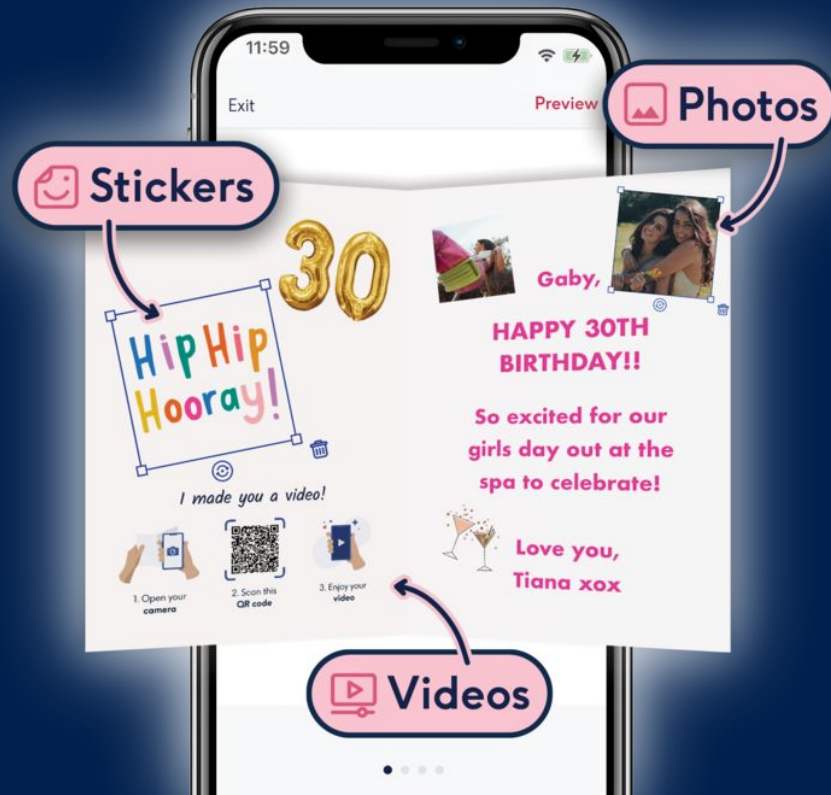 11:59
Exit
Preview
Photos
Stickers
30
Hip Hip
Hooray!
I made you a video!
1. Open your
camera
2. Scan this
QR code
3. Enjoy your
video
Gaby,
HAPPY 30TH
BIRTHDAY!!
So excited for our
girls day out at the
spa to celebrate!
Love you,
Tiana xox
Videos